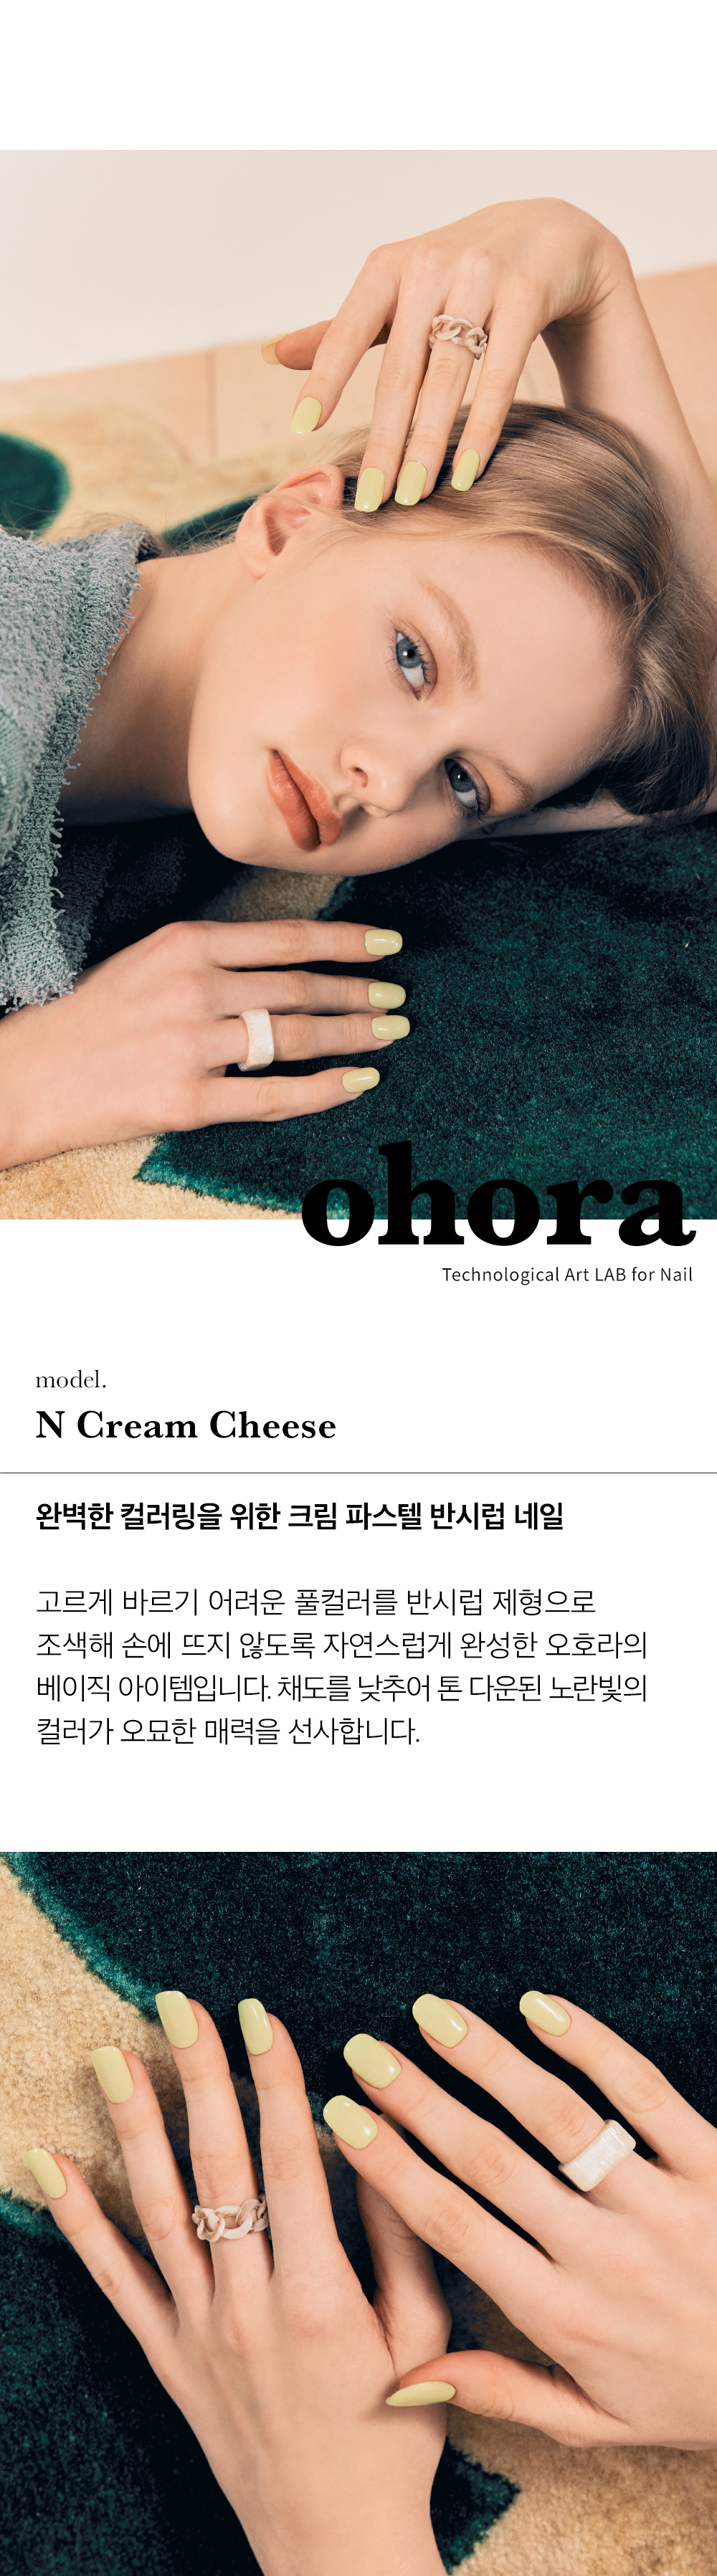 ohora
Technological Art LAB for Nail
model.
N Cream Cheese
완벽한 컬러링을 위한 크림 파스텔 반시럽 네일
고르게 바르기 어려운 풀컬러를 반시럽 제형으로
조색해 손에 뜨지 않도록 자연스럽게 완성한 오호라의
베이직 아이템입니다. 채도를 낮추어 톤 다운된 노란빛의
컬러가 오묘한 매력을 선사합니다.